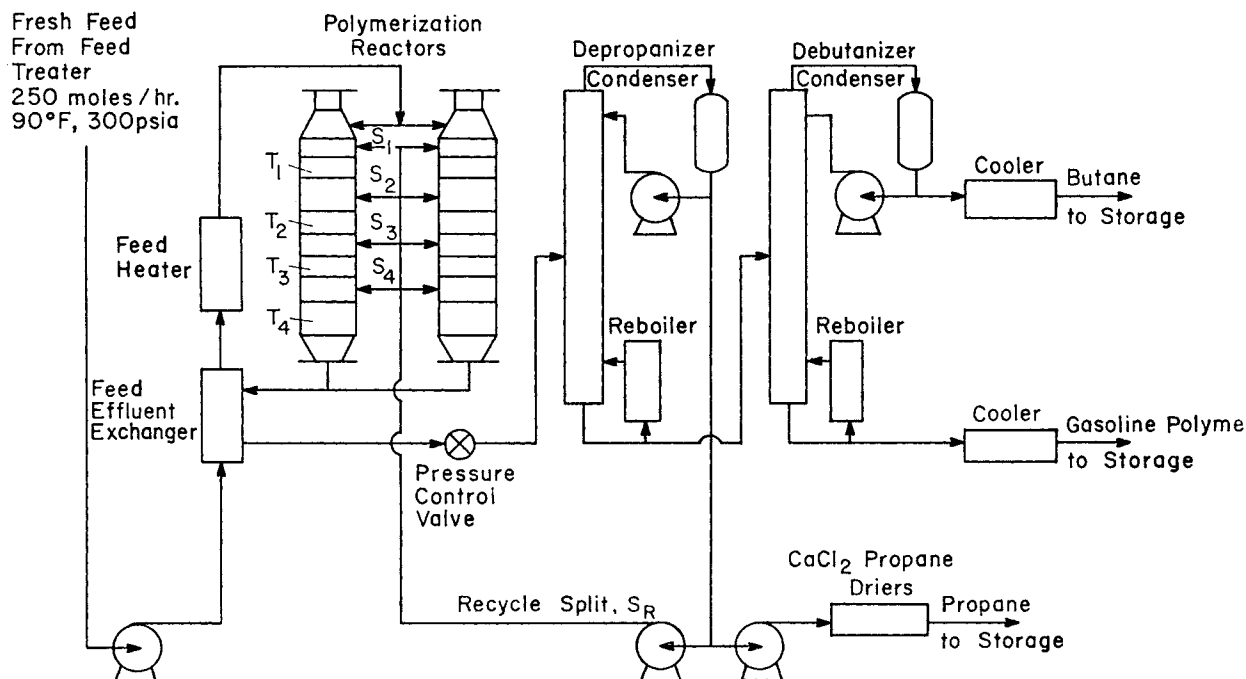 Fresh Feed
From Feed
Treater
250 moles/hr.
90°F, 300psia
Polymerization
Reactors
Depropanizer
Condenser
Debutanizer
Condenser
S1
T1
S2
T2
S3
T3
S4
T4
Feed
Heater
Feed
Effluent
Exchanger
Reboiler
Reboiler
Cooler
Butane
to Storage
Cooler
Gasoline Polyme
to Storage
Pressure
Control
Valve
Recycle Split, SR
CaCl2 Propane
Driers
Propane
to Storage